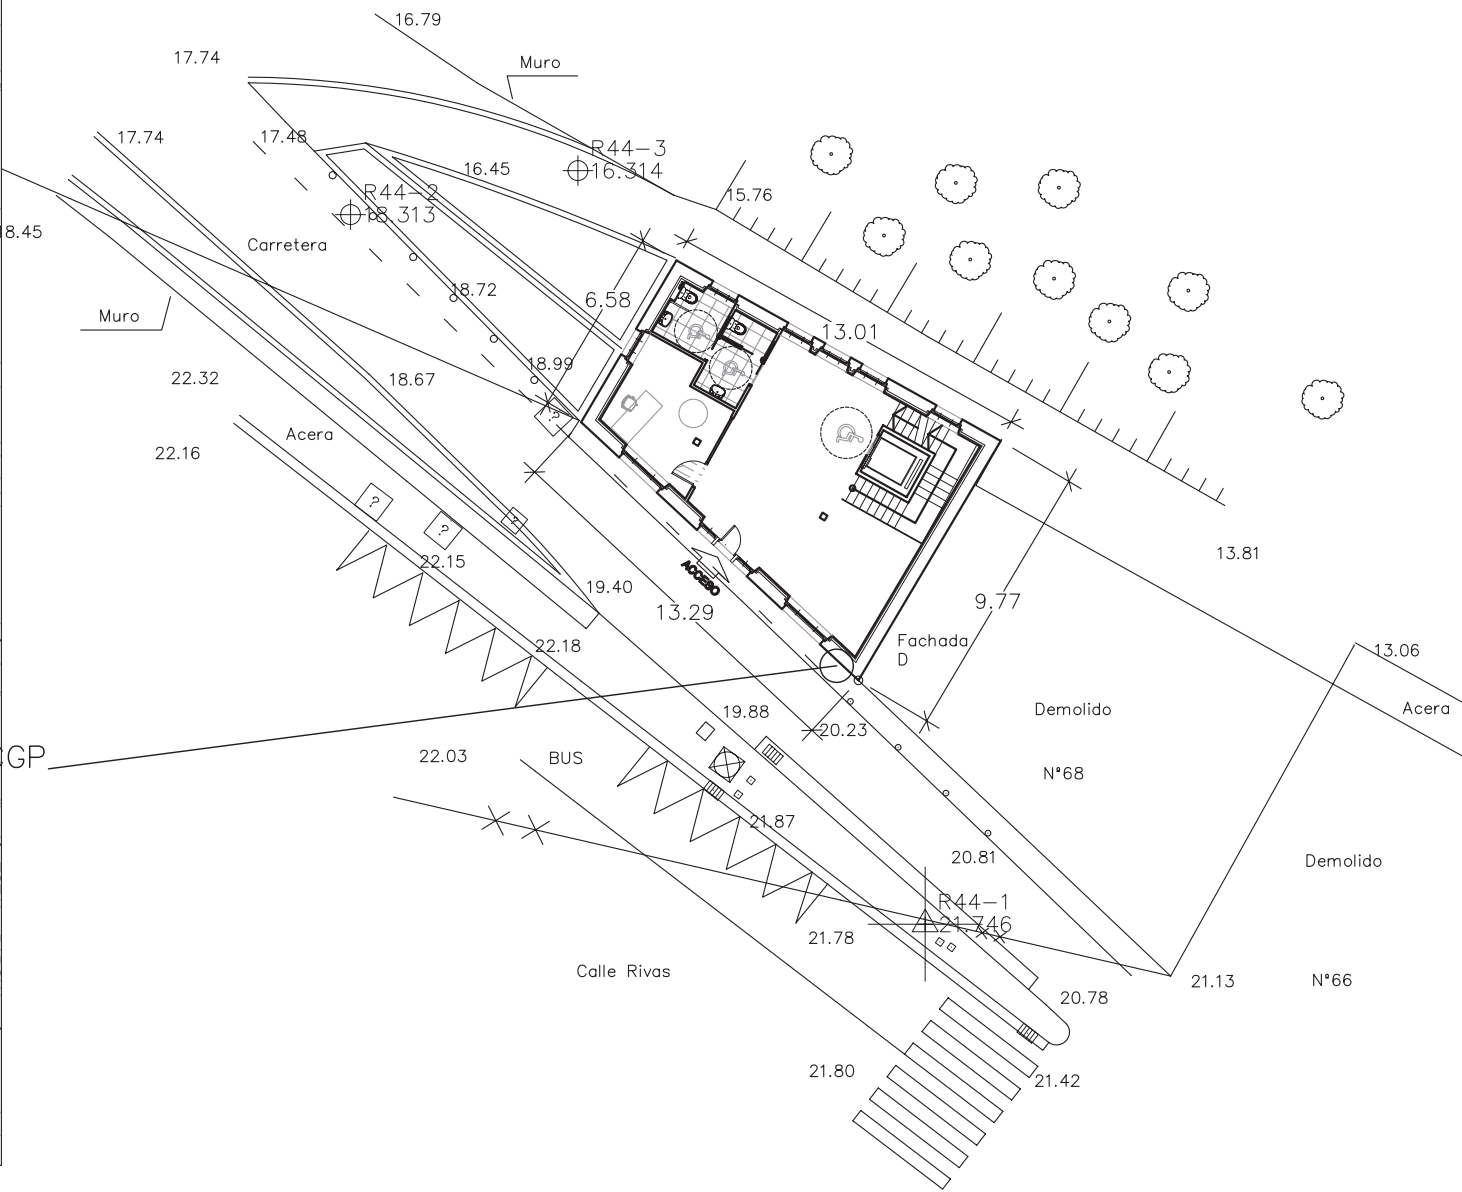 16.79
17.74
Muro
17.74
17.48
R44-3
16.314
16.45
R44-2
18.313
15.76
18.45
Carretera
18.72
6.58
13.01
Muro
18.99
22.32
18.67
?
Acera
22.16
?
?
?
22.15
13.81
ACCESO
19.40
13.29
9.77
Fachada
D
22.18
13.06
Demolido
Acera
19.88
20.23
CGP
22.03
BUS
Nº68
21.87
20.81
Demolido
R44-1
21.746
21.78
Calle Rivas
21.13
Nº66
20.78
21.80
21.42